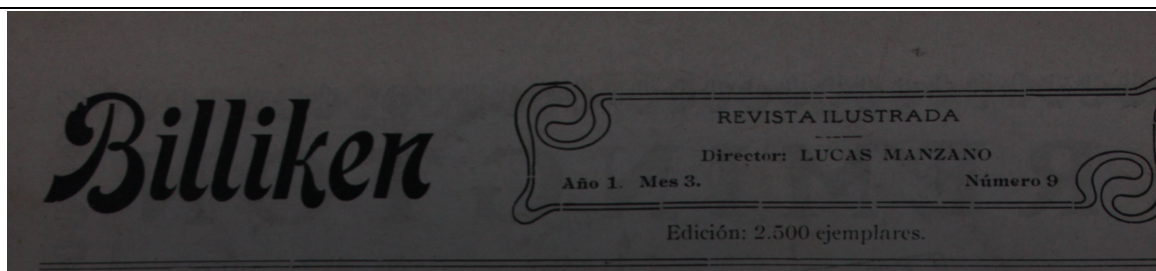 Billiken
REVISTA ILUSTRADA
Director: LUCAS MANZANO
Año 1. Mes 3. Número 9
Edición: 2.500 ejemplares.